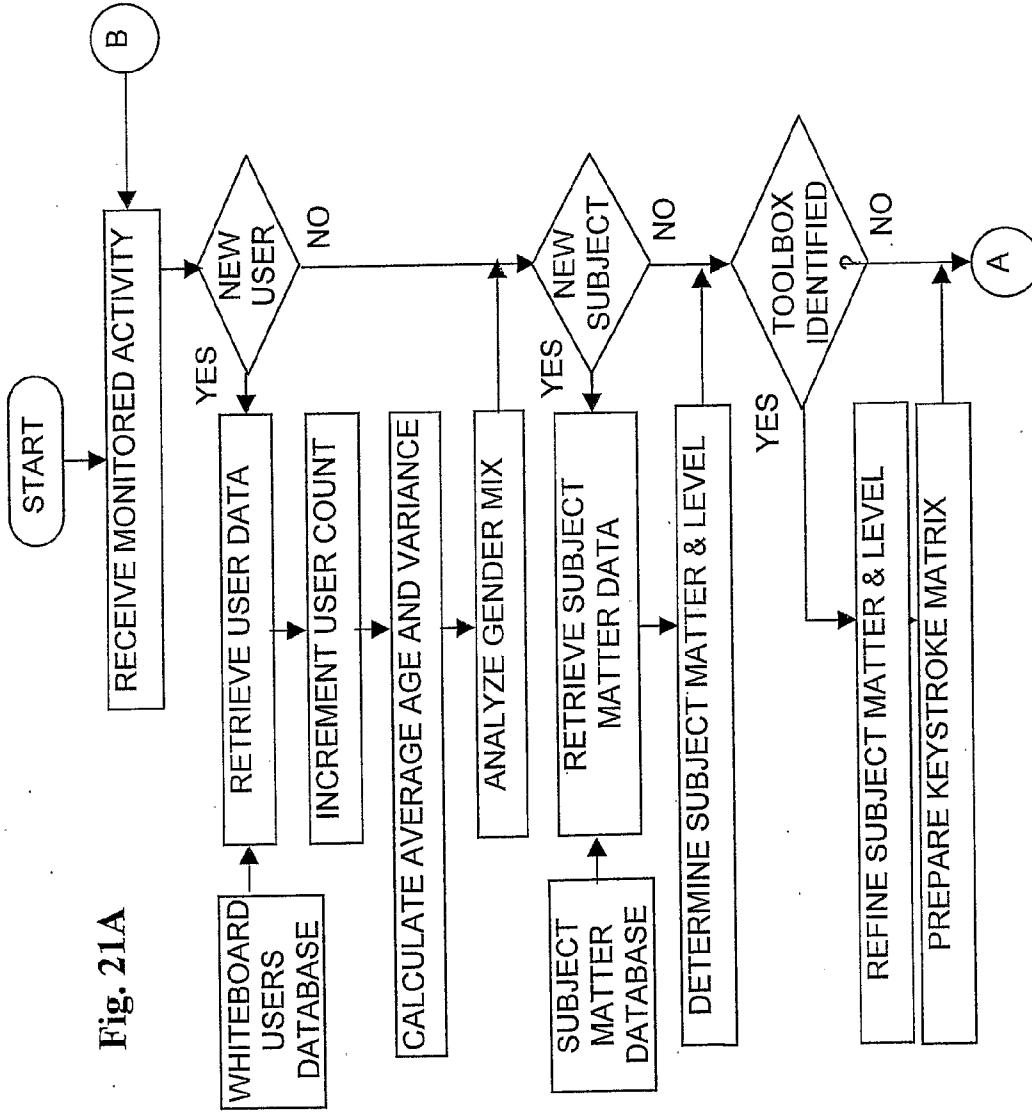 Fig. 21A
START
B
RECEIVE MONITORED ACTIVITY
NEW
USER
YES
NO
WHITEBOARD
USERS
DATABASE
RETRIEVE USER DATA
INCREMENT USER COUNT
CALCULATE AVERAGE AGE AND VARIANCE
ANALYZE GENDER MIX
NEW
SUBJECT
YES
NO
SUBJECT
MATTER
DATABASE
RETRIEVE SUBJECT
MATTER DATA
DETERMINE SUBJECT MATTER & LEVEL
TOOLBOX
IDENTIFIED
?
YES
NO
REFINE SUBJECT MATTER & LEVEL
PREPARE KEYSTROKE MATRIX
A